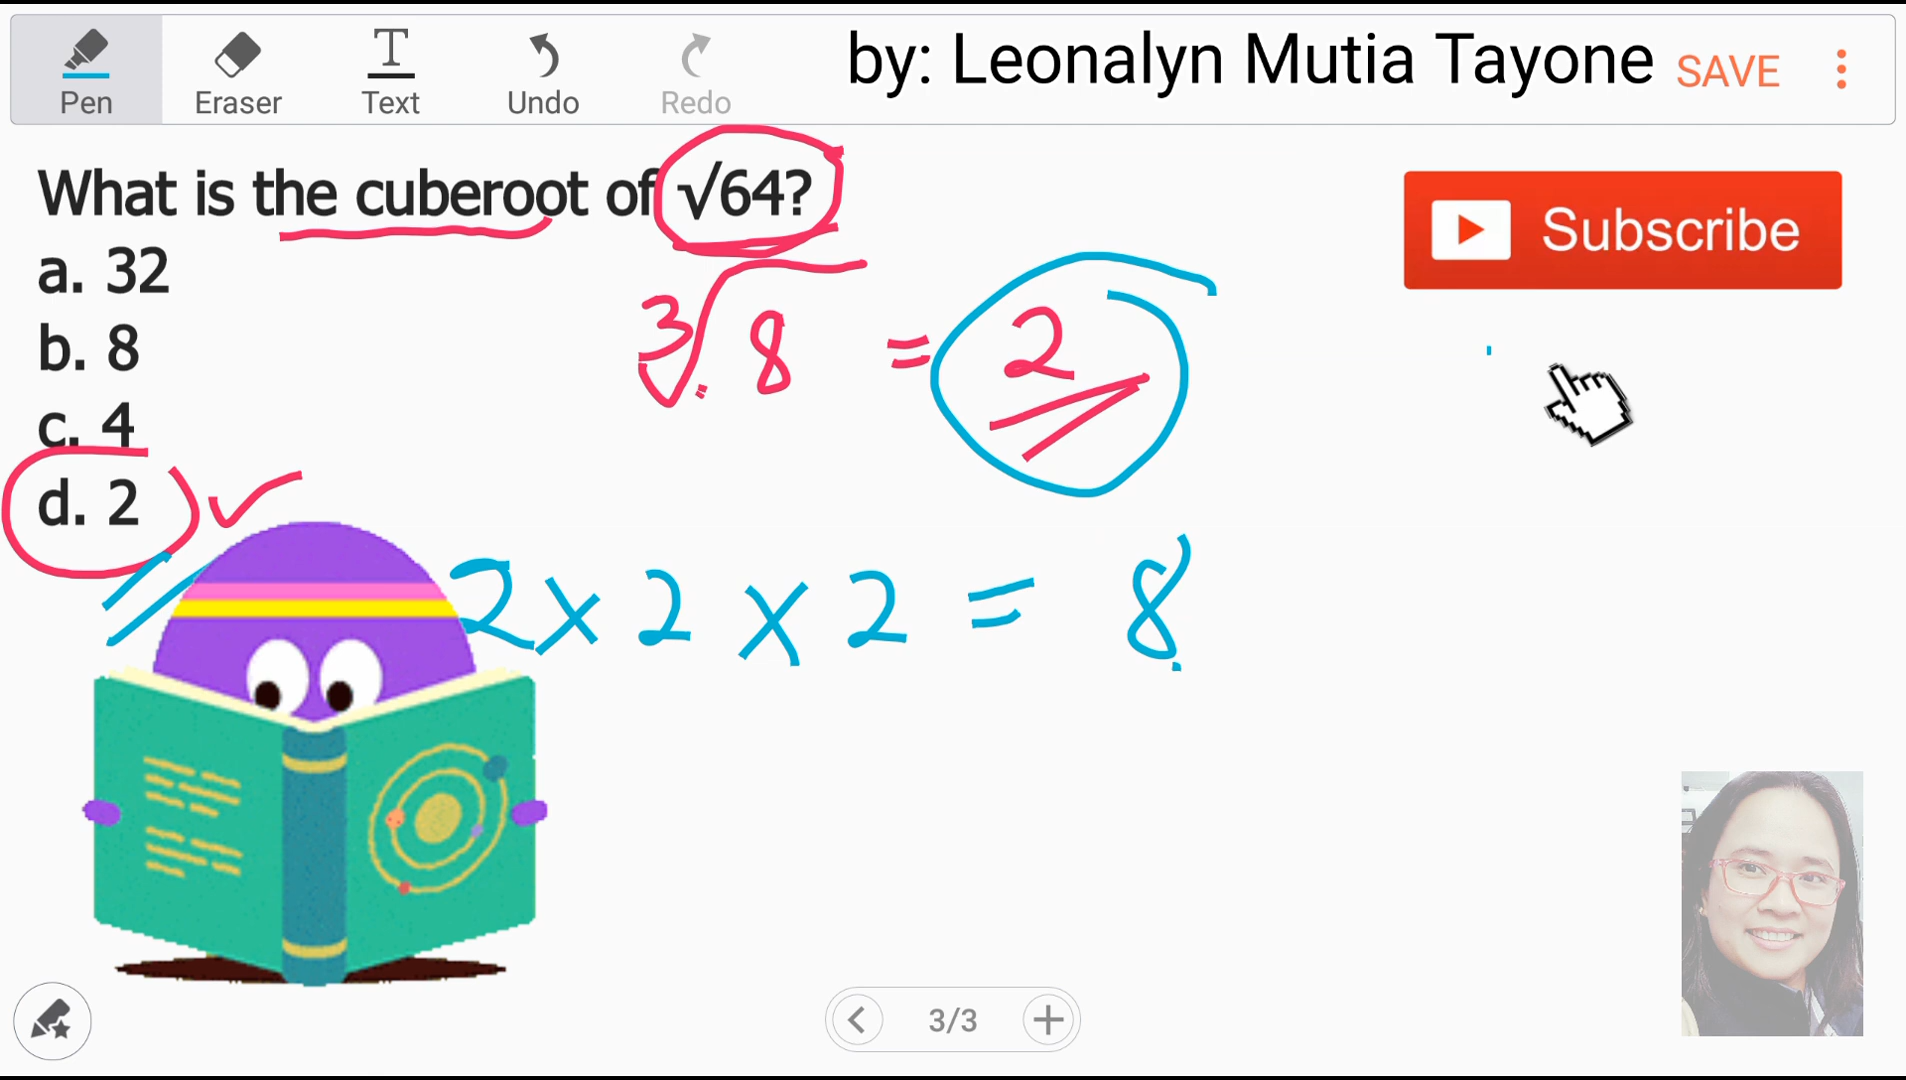 by: Leonalyn Mutia Tayone
SAVE
Pen
Eraser
Text
Undo
Redo
What is the cuberoot of √64?
Subscribe
a. 32
b. 8
c. 4
d. 2
∛8 = 2
2 x 2 x 2 = 8
3/3